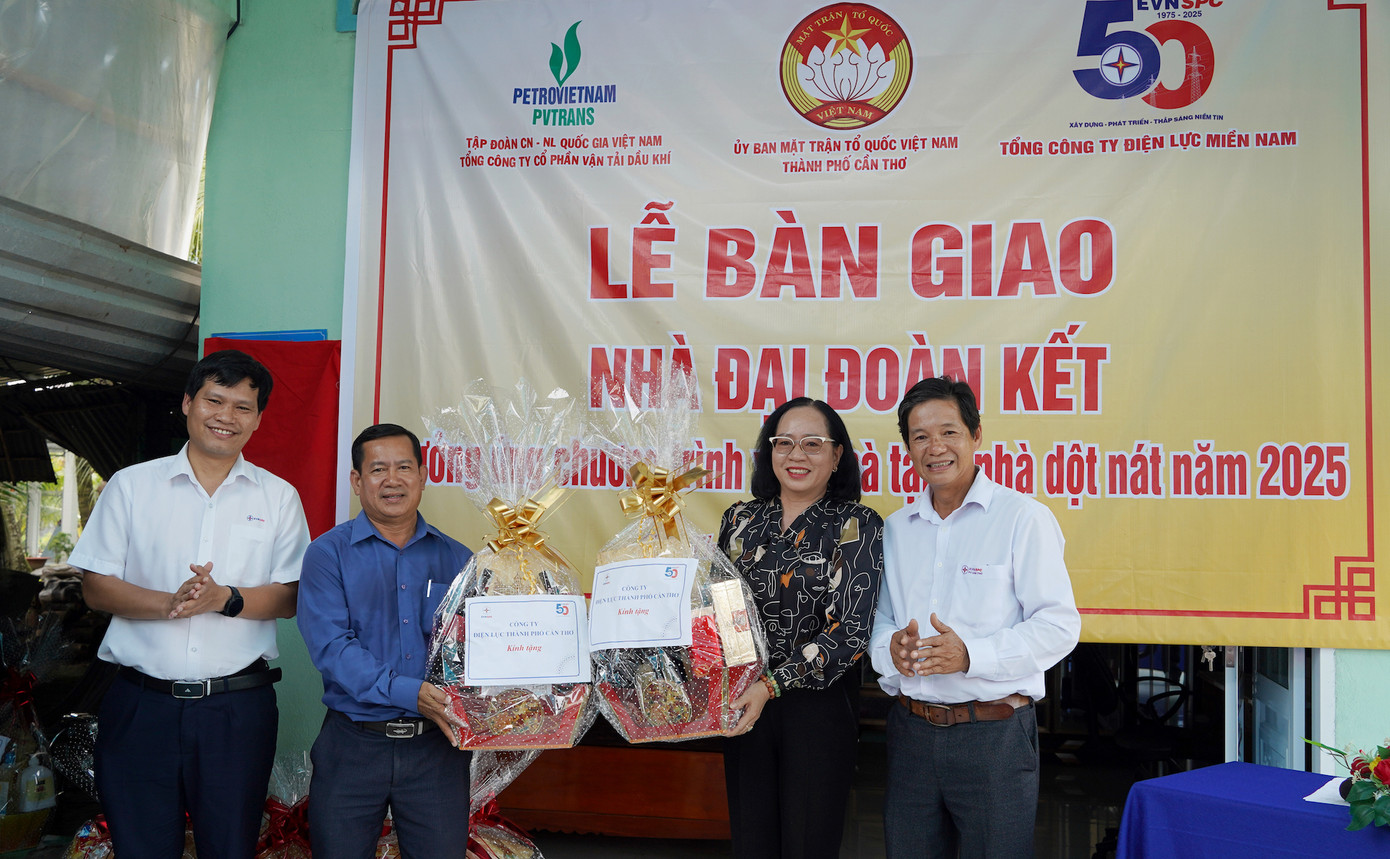 PETROVIETNAM
PVTRANS
TẬP ĐOÀN CN - NL QUỐC GIA VIỆT NAM
TỔNG CÔNG TY CỔ PHẦN VẬN TẢI DẦU KHÍ
MẶT TRẬN TỔ QUỐC
VIỆT NAM
ỦY BAN MẶT TRẬN TỔ QUỐC VIỆT NAM
THÀNH PHỐ CẦN THƠ
50
EVNSPC
1975 - 2025
XÂY DỰNG - PHÁT TRIỂN - THẮP SÁNG NIỀM TIN
TỔNG CÔNG TY ĐIỆN LỰC MIỀN NAM
LỄ BÀN GIAO
NHÀ ĐẠI ĐOÀN KẾT
nhà dột nát năm 2025
50
CÔNG TY
ĐIỆN LỰC THÀNH PHỐ CẦN THƠ
Kính tặng
50
CÔNG TY
ĐIỆN LỰC THÀNH PHỐ CẦN THƠ
Kính tặng